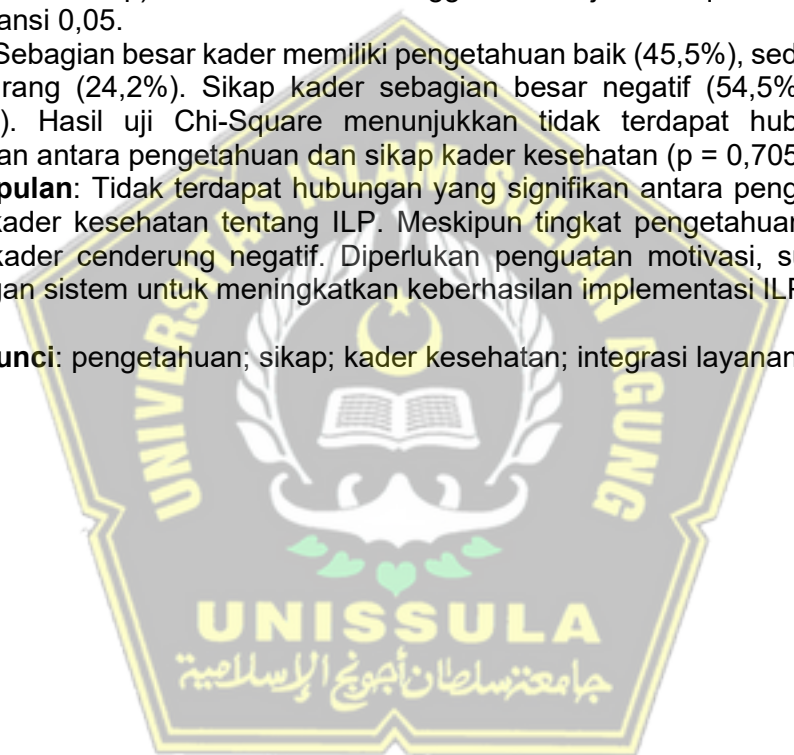 ansi 0,05.
Sebagian besar kader memiliki pengetahuan baik (45,5%), sed
rang (24,2%). Sikap kader sebagian besar negatif (54,5%
). Hasil uji Chi-Square menunjukkan tidak terdapat hub
an antara pengetahuan dan sikap kader kesehatan (p = 0,705
pulan: Tidak terdapat hubungan yang signifikan antara peng
kader kesehatan tentang ILP. Meskipun tingkat pengetahuan
kader cenderung negatif. Diperlukan penguatan motivasi, su
gan sistem untuk meningkatkan keberhasilan implementasi ILP
unci: pengetahuan; sikap; kader kesehatan; integrasi layanan
UNIVERSITAS ISLAM SULTAN AGUNG
UNISSULA
جامعة سلطان أجونج الإسلامية